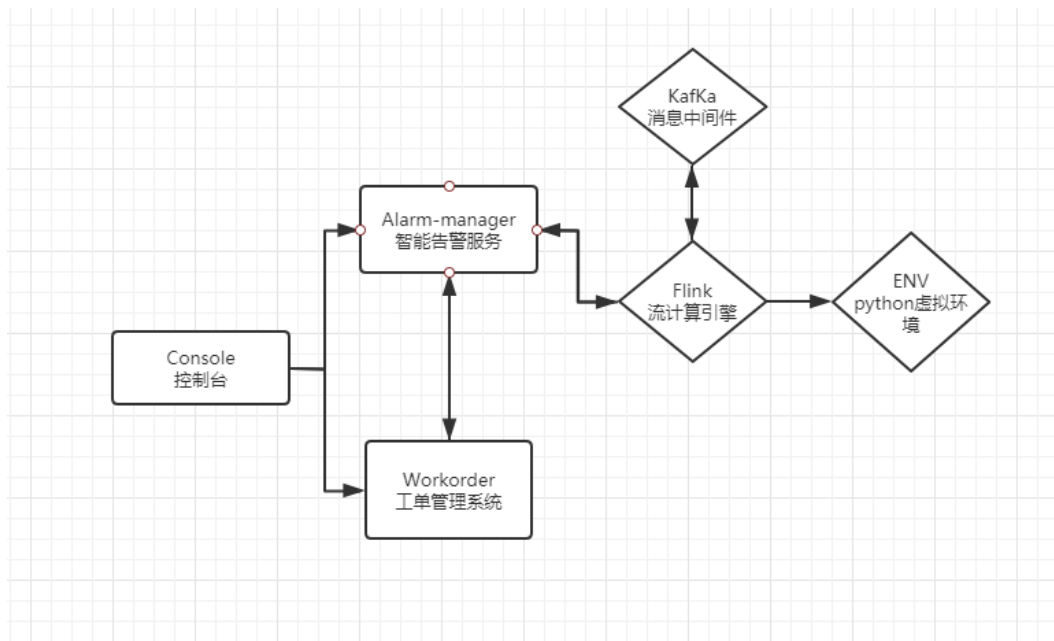 KafKa
消息中间件
Alarm-manager
智能告警服务
Flink
流计算引擎
ENV
python虚拟环
境
Console
控制台
Workorder
工单管理系统